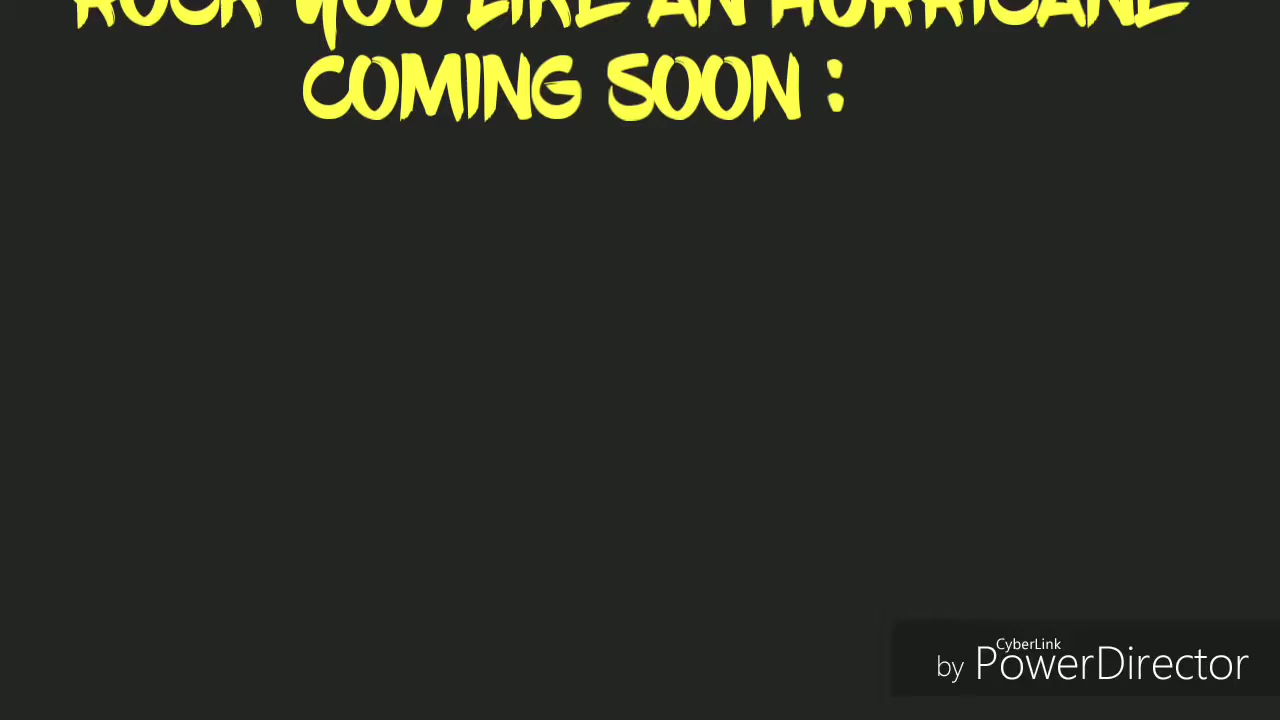 ROCK YOU LIKE AN HURRICANE
COMING SOON :
CyberLink
by PowerDirector